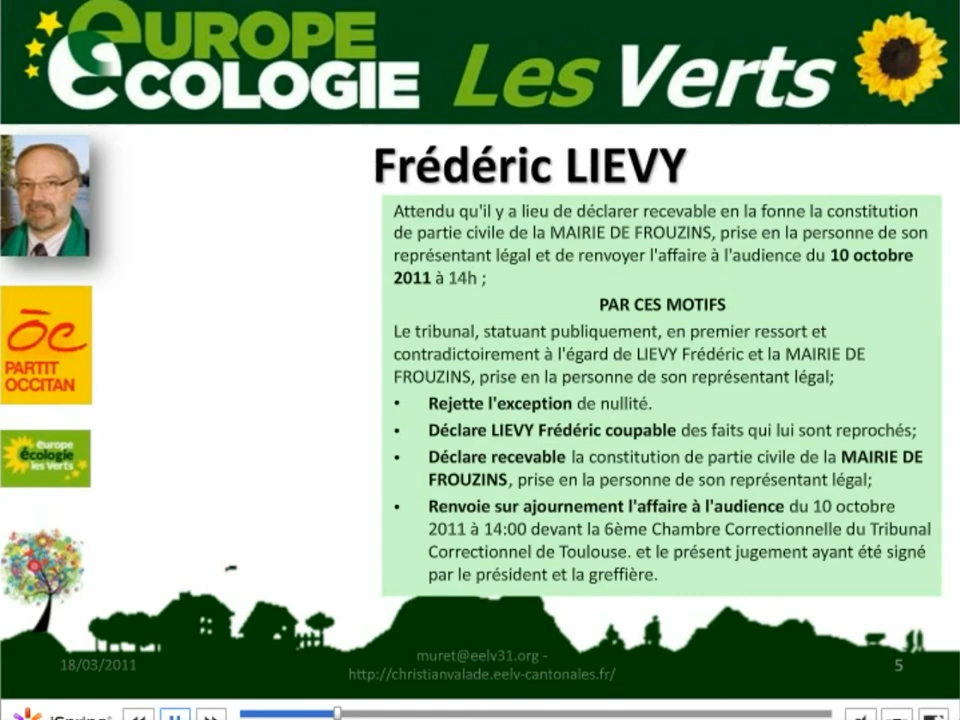 EUROPE
ECOLOGIE Les Verts
Frédéric LIEVY
Attendu qu'il y a lieu de déclarer recevable en la fonne la constitution
de partie civile de la MAIRIE DE FROUZINS, prise en la personne de son
représentant légal et de renvoyer l'affaire à l'audience du 10 octobre
2011 à 14h ;
PAR CES MOTIFS
Le tribunal, statuant publiquement, en premier ressort et
contradictoirement à l'égard de LIEVY Frédéric et la MAIRIE DE
FROUZINS, prise en la personne de son représentant légal;
• Rejette l'exception de nullité.
• Déclare LIEVY Frédéric coupable des faits qui lui sont reprochés;
• Déclare recevable la constitution de partie civile de la MAIRIE DE
FROUZINS, prise en la personne de son représentant légal;
• Renvoie sur ajournement l'affaire à l'audience du 10 octobre
2011 à 14:00 devant la 6ème Chambre Correctionnelle du Tribunal
Correctionnel de Toulouse. et le présent jugement ayant été signé
par le président et la greffière.
òc
PARTIT
OCCITAN
europe
écologie
les Verts
18/03/2011
muret@eelv31.org -
http://christianvalade.eelv-cantonales.fr/
5
iSpring